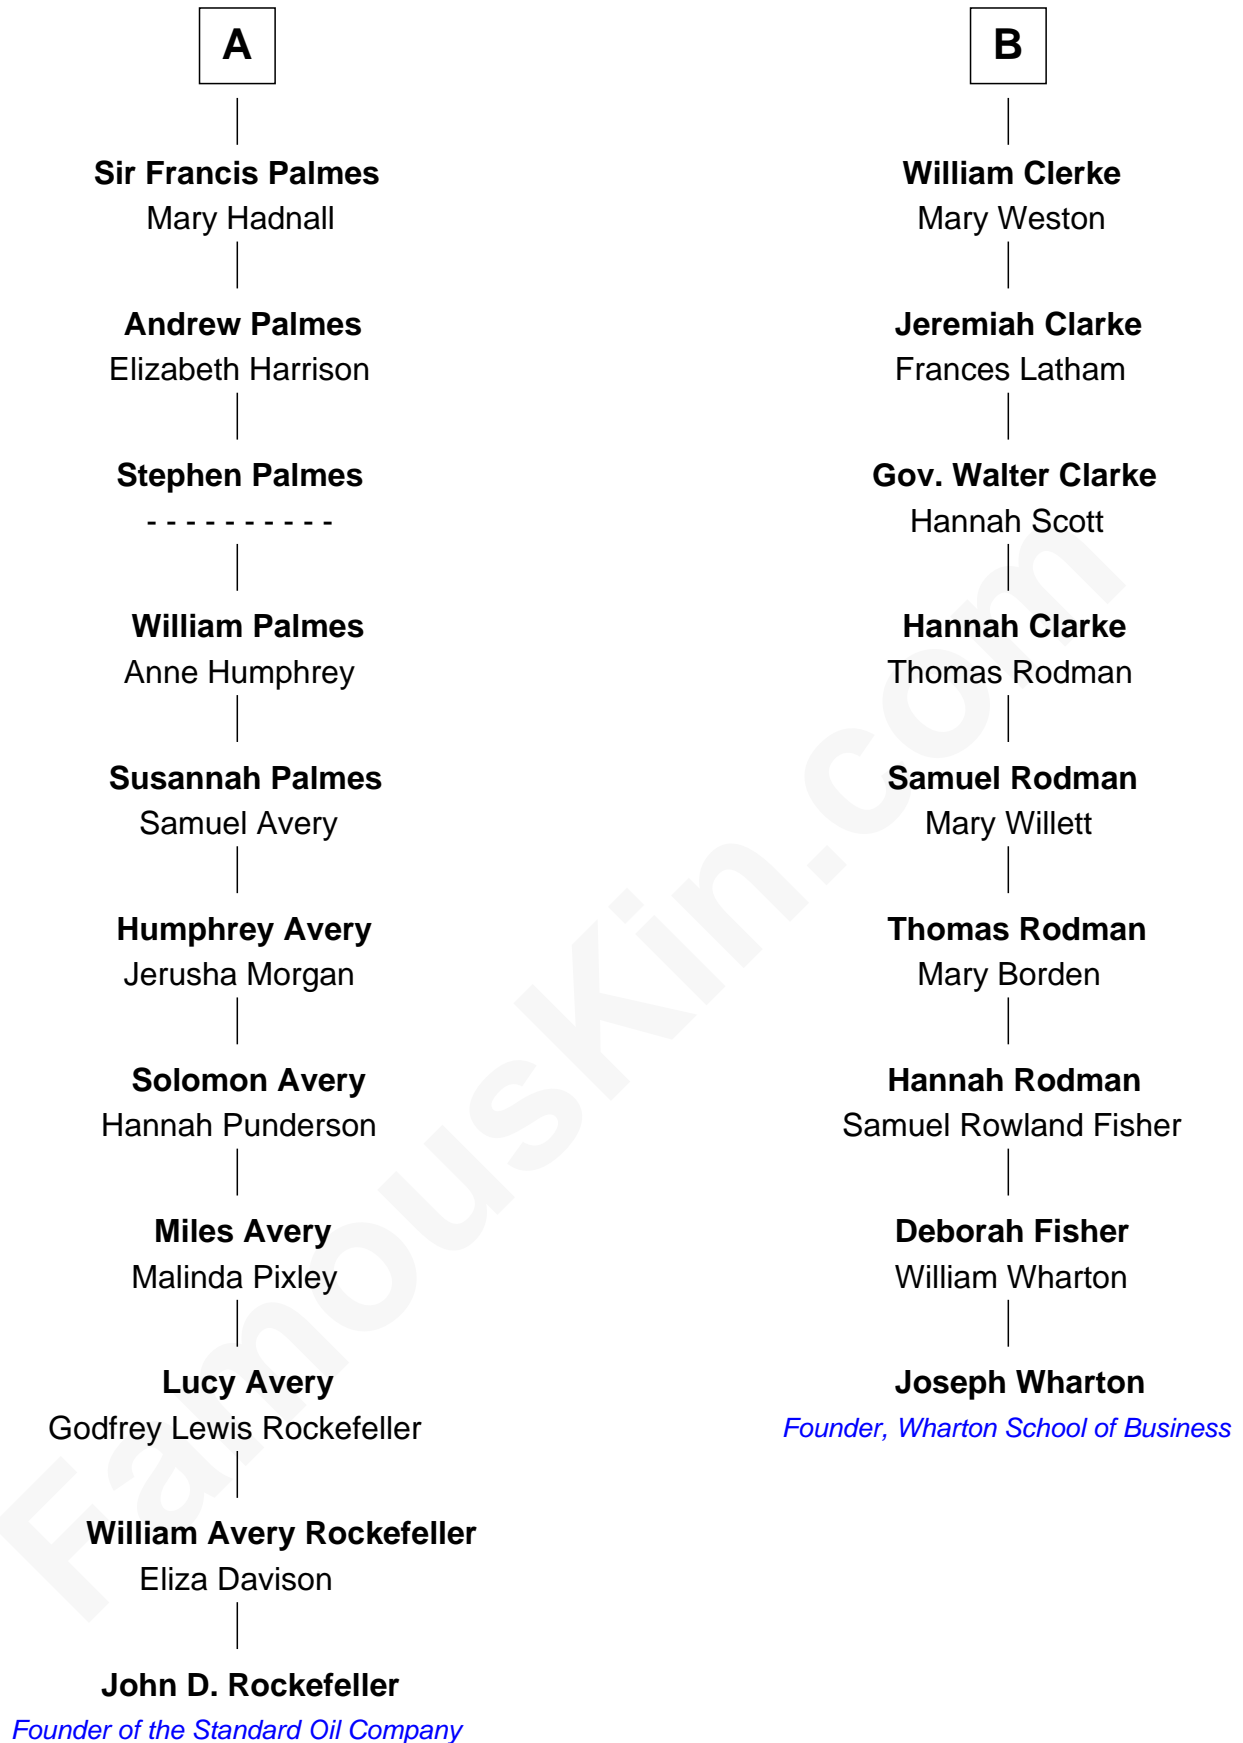 A
Sir Francis Palmes
Mary Hadnall
Andrew Palmes
Elizabeth Harrison
Stephen Palmes
- - - - - - - - - -
William Palmes
Anne Humphrey
Susannah Palmes
Samuel Avery
Humphrey Avery
Jerusha Morgan
Solomon Avery
Hannah Punderson
Miles Avery
Malinda Pixley
Lucy Avery
Godfrey Lewis Rockefeller
William Avery Rockefeller
Eliza Davison
John D. Rockefeller
Founder of the Standard Oil Company
B
William Clerke
Mary Weston
Jeremiah Clarke
Frances Latham
Gov. Walter Clarke
Hannah Scott
Hannah Clarke
Thomas Rodman
Samuel Rodman
Mary Willett
Thomas Rodman
Mary Borden
Hannah Rodman
Samuel Rowland Fisher
Deborah Fisher
William Wharton
Joseph Wharton
Founder, Wharton School of Business
FamousKin.com